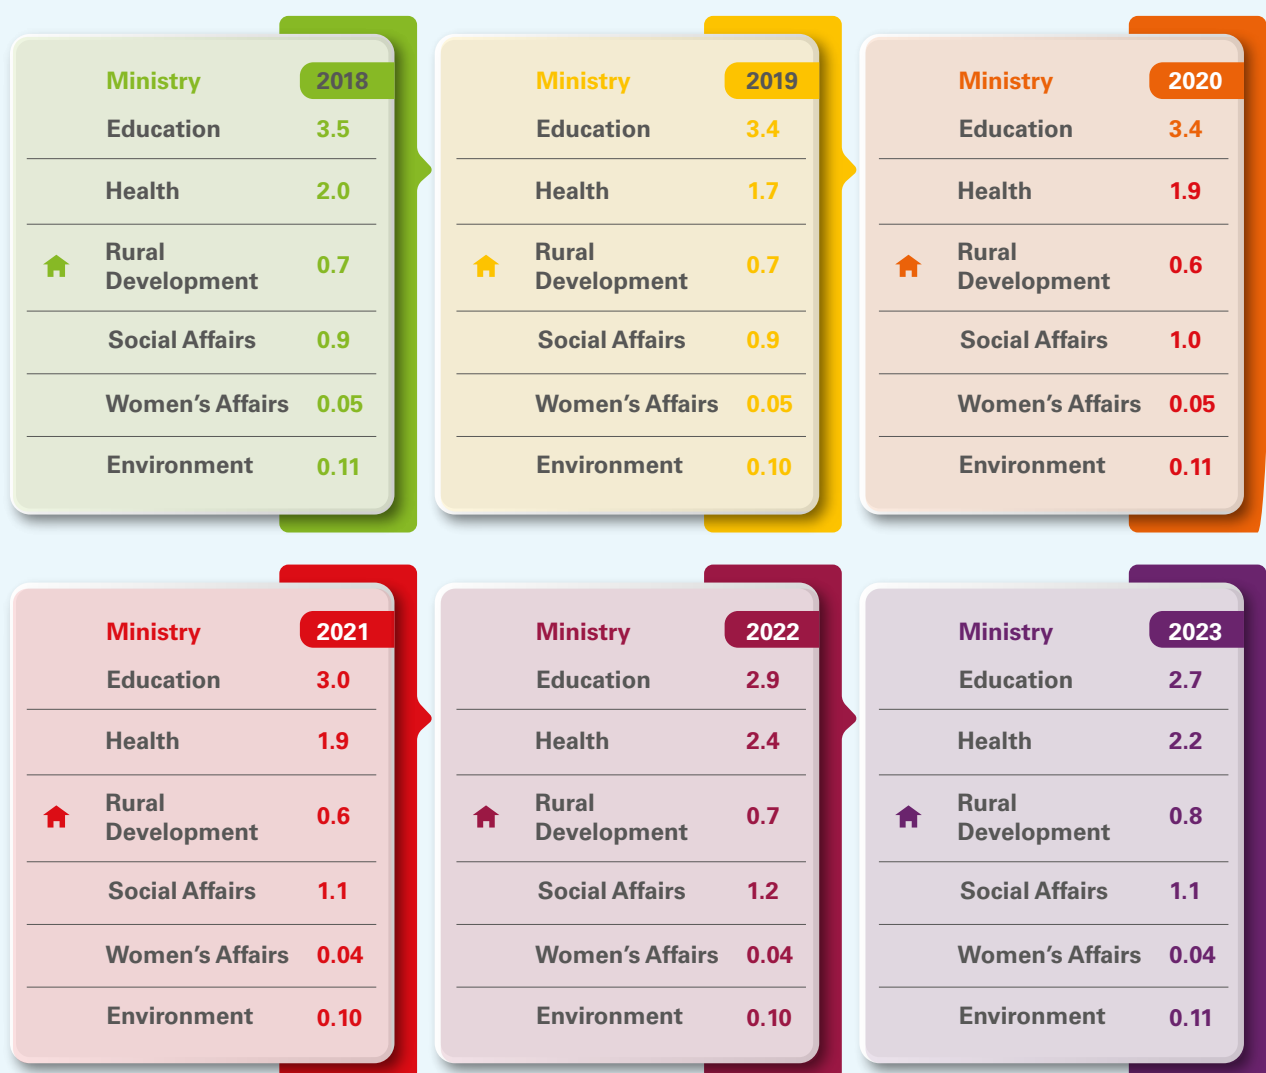 Ministry 2018
Education 3.5
Health 2.0
Rural
Development 0.7
Social Affairs 0.9
Women’s Affairs 0.05
Environment 0.11
Ministry 2019
Education 3.4
Health 1.7
Rural
Development 0.7
Social Affairs 0.9
Women’s Affairs 0.05
Environment 0.10
Ministry 2020
Education 3.4
Health 1.9
Rural
Development 0.6
Social Affairs 1.0
Women’s Affairs 0.05
Environment 0.11
Ministry 2021
Education 3.0
Health 1.9
Rural
Development 0.6
Social Affairs 1.1
Women’s Affairs 0.04
Environment 0.10
Ministry 2022
Education 2.9
Health 2.4
Rural
Development 0.7
Social Affairs 1.2
Women’s Affairs 0.04
Environment 0.10
Ministry 2023
Education 2.7
Health 2.2
Rural
Development 0.8
Social Affairs 1.1
Women’s Affairs 0.04
Environment 0.11